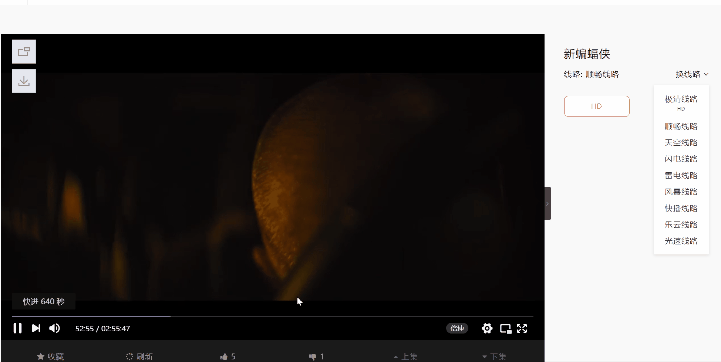 新蝙蝠侠
线路: 顺畅线路
换线路
HD
极清线路
HD
顺畅线路
天空线路
闪电线路
雷电线路
风暴线路
快播线路
乐云线路
光速线路
快进 640 秒
52:55 / 02:55:47
倍速
收藏
刷新
5
1
上集
下集